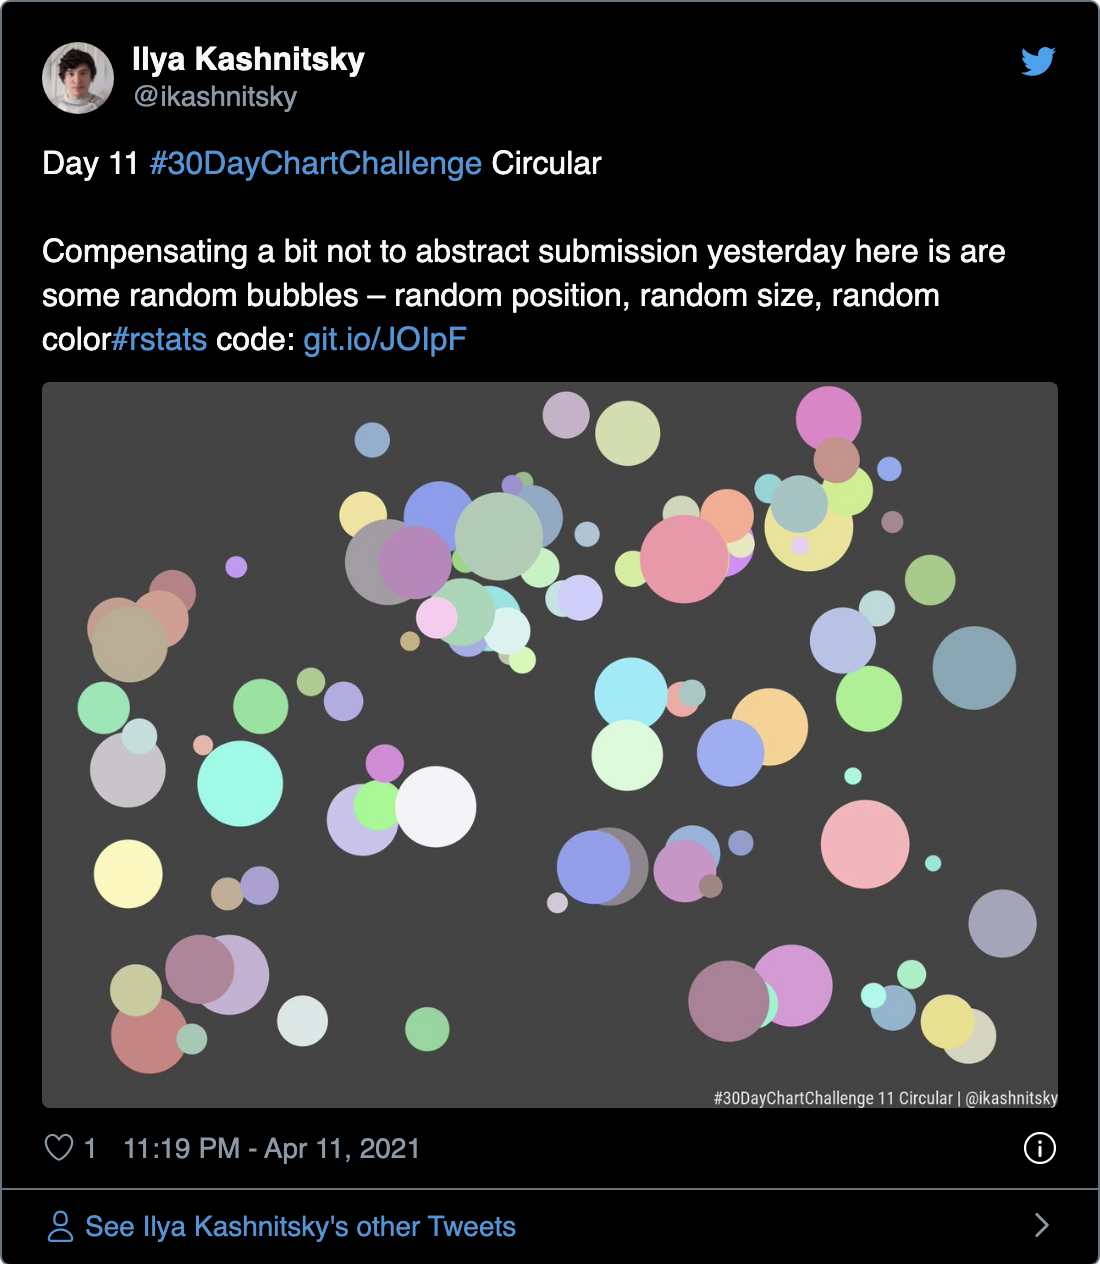 Ilya Kashnitsky
@ikashnitsky
Day 11 #30DayChartChallenge Circular
Compensating a bit not to abstract submission yesterday here is are
some random bubbles – random position, random size, random
color#rstats code: git.io/JOIpF
#30DayChartChallenge 11 Circular | @ikashnitsky
1 11:19 PM - Apr 11, 2021
See Ilya Kashnitsky's other Tweets